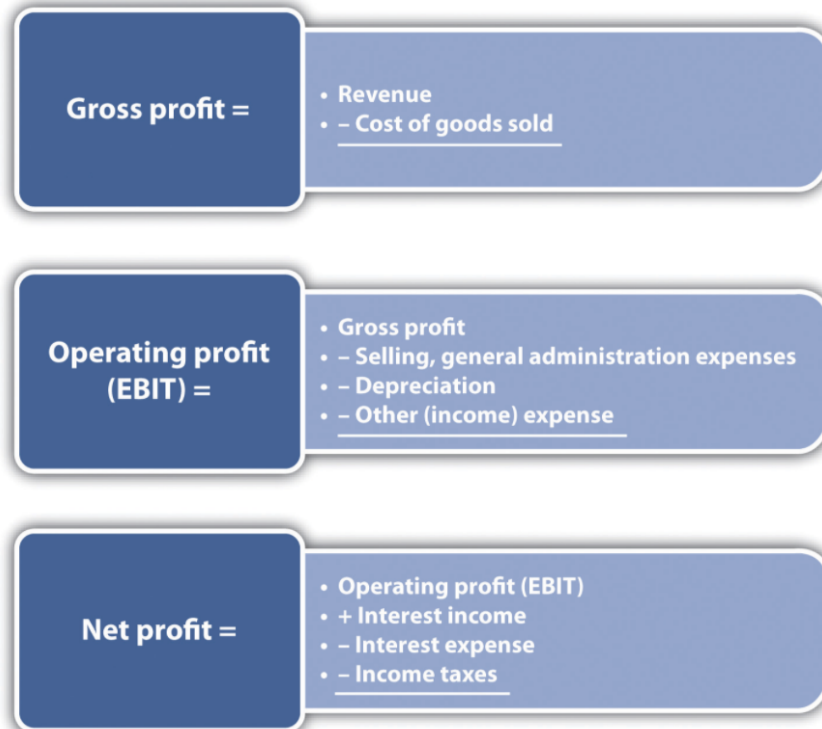 Gross profit =
• Revenue
• – Cost of goods sold
Operating profit
(EBIT) =
• Gross profit
• – Selling, general administration expenses
• – Depreciation
• – Other (income) expense
Net profit =
• Operating profit (EBIT)
• + Interest income
• – Interest expense
• – Income taxes